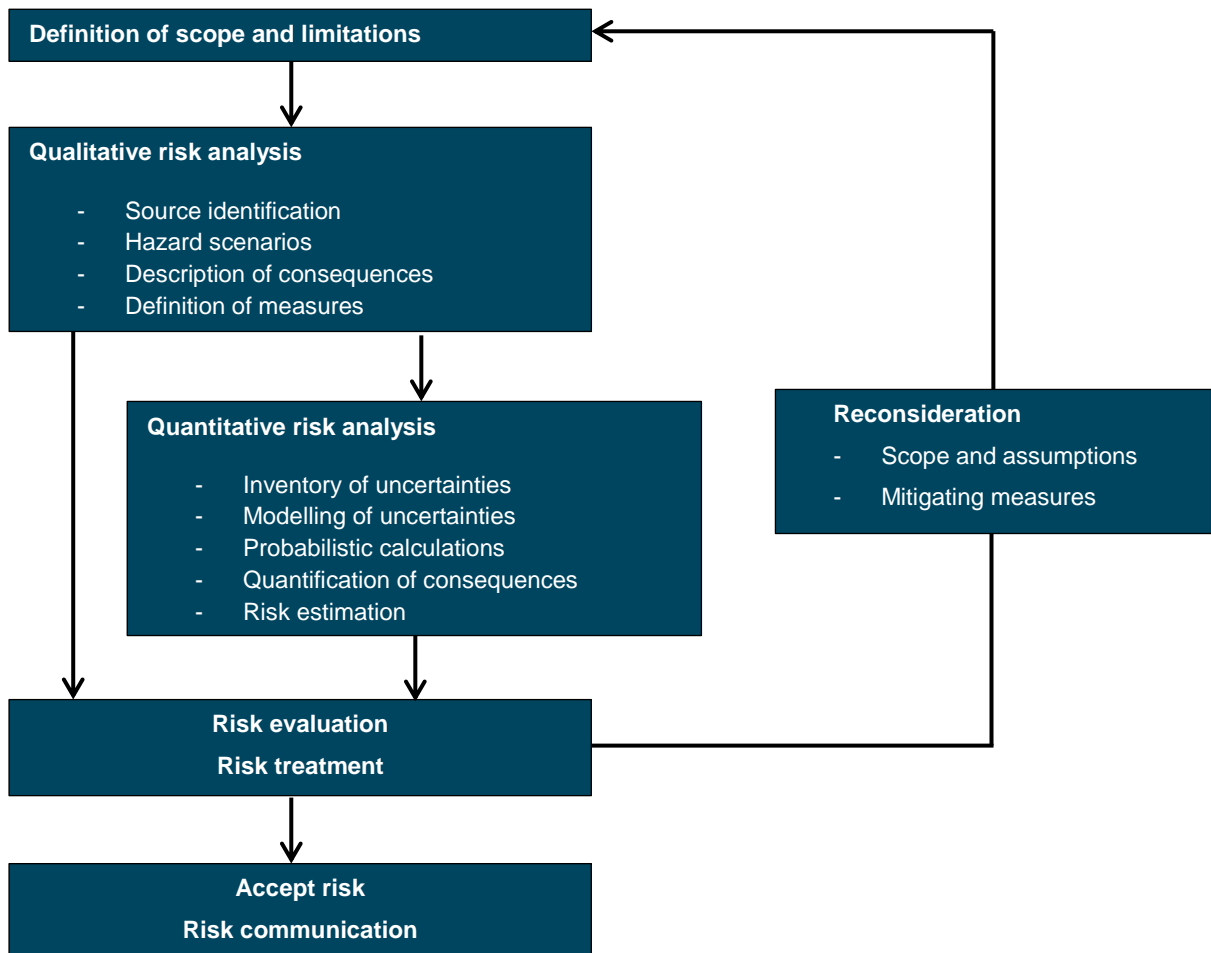 Definition of scope and limitations
Qualitative risk analysis
- Source identification
- Hazard scenarios
- Description of consequences
- Definition of measures
Quantitative risk analysis
- Inventory of uncertainties
- Modelling of uncertainties
- Probabilistic calculations
- Quantification of consequences
- Risk estimation
Reconsideration
- Scope and assumptions
- Mitigating measures
Risk evaluation
Risk treatment
Accept risk
Risk communication